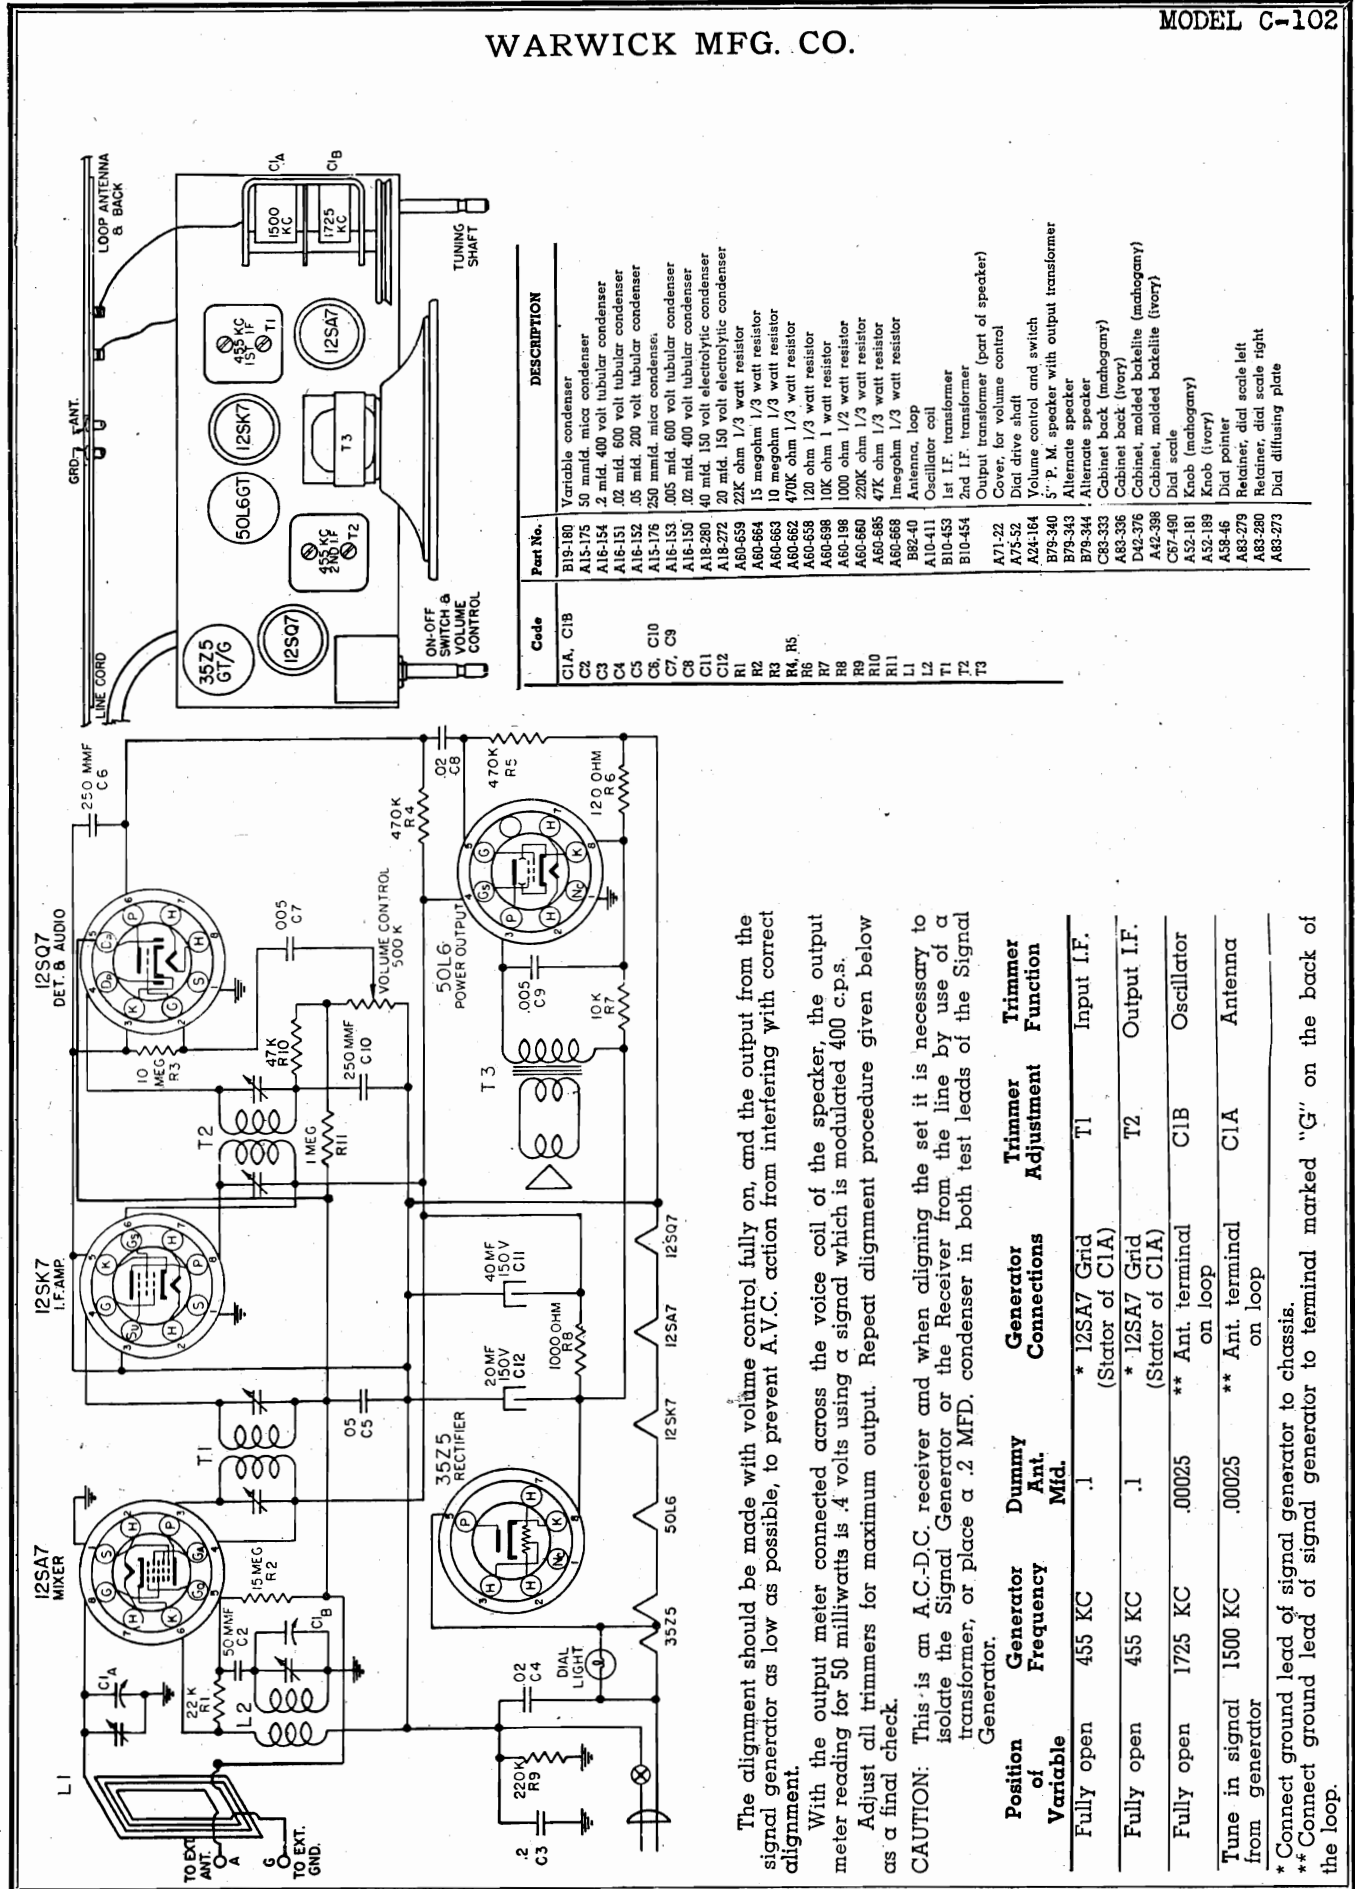 MODEL C-102
WARWICK MFG. CO.
L1
TO EXT.
ANT.
A
G
TO EXT.
GND.
C1A
12SA7
MIXER
22K
R1
50MMF
C2
L2
C1B
15 MEG
R2
T1
.05
C5
12SK7
I.F. AMP.
T2
1 MEG
R11
47K
R10
250 MMF
C10
10
MEG
R3
12SQ7
DET. & AUDIO
.005
C7
VOLUME CONTROL
500 K
250 MMF
C6
470K
R4
.02
C8
470K
R5
120 OHM
R6
50L6
POWER OUTPUT
.005
C9
10K
R7
T3
40 MF
150 V
C11
1000 OHM
R8
20 MF
150V
C12
35Z5
RECTIFIER
.2
C3
220K
R9
.02
C4
DIAL
LIGHT
35Z5
50L6
12SK7
12SA7
12SQ7
LINE CORD
GRD.
ANT.
LOOP ANTENNA
& BACK
35Z5
GT/G
12SQ7
50L6GT
12SK7
455 KC
2ND I.F
T2
455 KC
1ST IF
T1
12SA7
T3
1500
KC
1725
KC
C1A
C1B
ON-OFF
SWITCH &
VOLUME
CONTROL
TUNING
SHAFT
Code Part No. DESCRIPTION
C1A, C1B B19-180 Variable condenser
C2 A15-175 50 mmfd. mica condenser
C3 A16-154 .2 mfd. 400 volt tubular condenser
C4 A16-151 .02 mfd. 600 volt tubular condenser
C5 A16-152 .05 mfd. 200 volt tubular condenser
C6, C10 A15-176 250 mmfd. mica condenser
C7, C9 A16-153 .005 mfd. 600 volt tubular condenser
C8 A16-150 .02 mfd. 400 volt tubular condenser
C11 A18-280 40 mfd. 150 volt electrolytic condenser
C12 A18-272 20 mfd. 150 volt electrolytic condenser
R1 A60-659 22K ohm 1/3 watt resistor
R2 A60-664 15 megohm 1/3 watt resistor
R3 A60-663 10 megohm 1/3 watt resistor
R4, R5 A60-662 470K ohm 1/3 watt resistor
R6 A60-658 120 ohm 1/3 watt resistor
R7 A60-698 10K ohm 1 watt resistor
R8 A60-198 1000 ohm 1/2 watt resistor
R9 A60-660 220K ohm 1/3 watt resistor
R10 A60-685 47K ohm 1/3 watt resistor
R11 A60-668 1megohm 1/3 watt resistor
L1 B82-40 Antenna, loop
L2 A10-411 Oscillator coil
T1 B10-453 1st I.F. transformer
T2 B10-454 2nd I.F. transformer
T3 Output transformer (part of speaker)
A71-22 Cover, for volume control
A75-52 Dial drive shaft
A24-164 Volume control and switch
B79-340 5" P. M. speaker with output transformer
B79-343 Alternate speaker
B79-344 Alternate speaker
C83-333 Cabinet back (mahogany)
A83-336 Cabinet back (ivory)
D42-376 Cabinet, molded bakelite (mahogany)
A42-398 Cabinet, molded bakelite (ivory)
C67-490 Dial scale
A52-181 Knob (mahogany)
A52-189 Knob (ivory)
A58-46 Dial pointer
A83-279 Retainer, dial scale left
A83-280 Retainer, dial scale right
A83-273 Dial diffusing plate
The alignment should be made with volume control fully on, and the output from the
signal generator as low as possible, to prevent A.V.C. action from interfering with correct
alignment.
With the output meter connected across the voice coil of the speaker, the output
meter reading for 50 milliwatts is .4 volts using a signal which is modulated 400 c.p.s.
Adjust all trimmers for maximum output. Repeat alignment procedure given below
as a final check.
CAUTION: This is an A.C.-D.C. receiver and when aligning the set it is necessary to
isolate the Signal Generator or the Receiver from the line by use of a
transformer, or place a .2 MFD. condenser in both test leads of the Signal
Generator.
Position of Variable Generator Frequency Dummy Ant. Mfd. Generator Connections Trimmer Adjustment Trimmer Function
Fully open 455 KC .1 * 12SA7 Grid (Stator of C1A) T1 Input I.F.
Fully open 455 KC .1 * 12SA7 Grid (Stator of C1A) T2 Output I.F.
Fully open 1725 KC .00025 ** Ant. terminal on loop C1B Oscillator
Tune in signal from generator 1500 KC .00025 ** Ant. terminal on loop C1A Antenna
* Connect ground lead of signal generator to chassis.
** Connect ground lead of signal generator to terminal marked "G" on the back of
the loop.